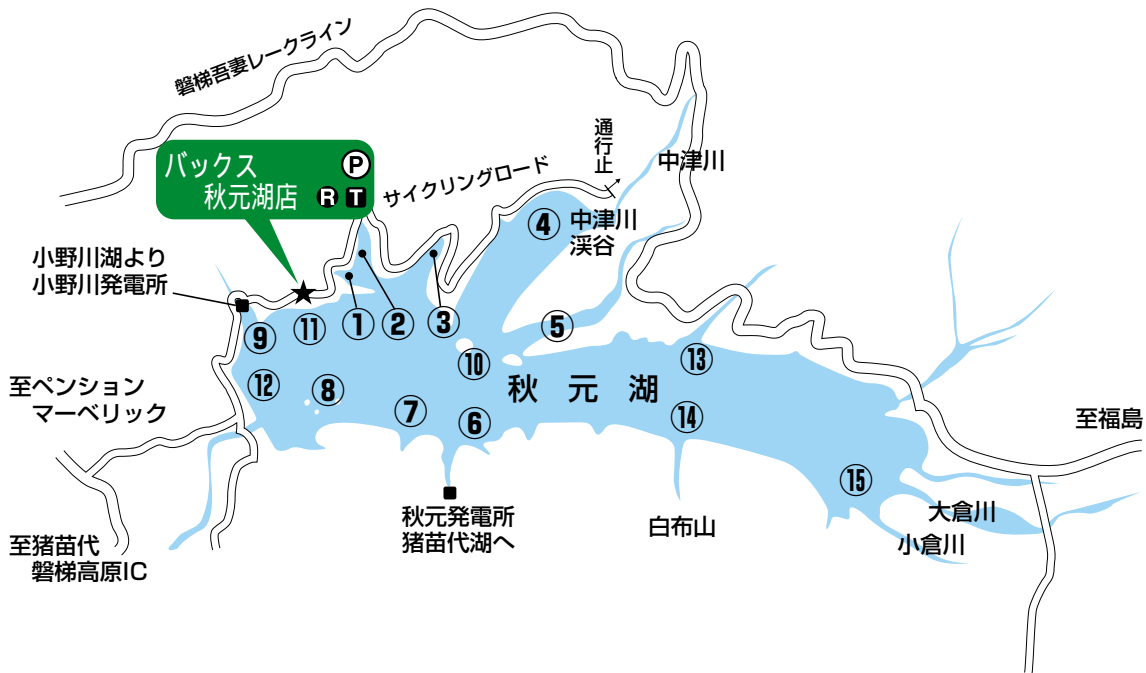 磐梯吾妻レークライン
通行止
中津川
バックス P
秋元湖店 R T
サイクリングロード
④
中津川
渓谷
小野川湖より
小野川発電所
① ② ③
⑤
⑨ ⑪
⑩
⑬
⑫ ⑧
秋元湖
至ペンション
マーベリック
⑦ ⑥
⑭
至福島
⑮
秋元発電所
猪苗代湖へ
白布山
大倉川
小倉川
至猪苗代
磐梯高原IC